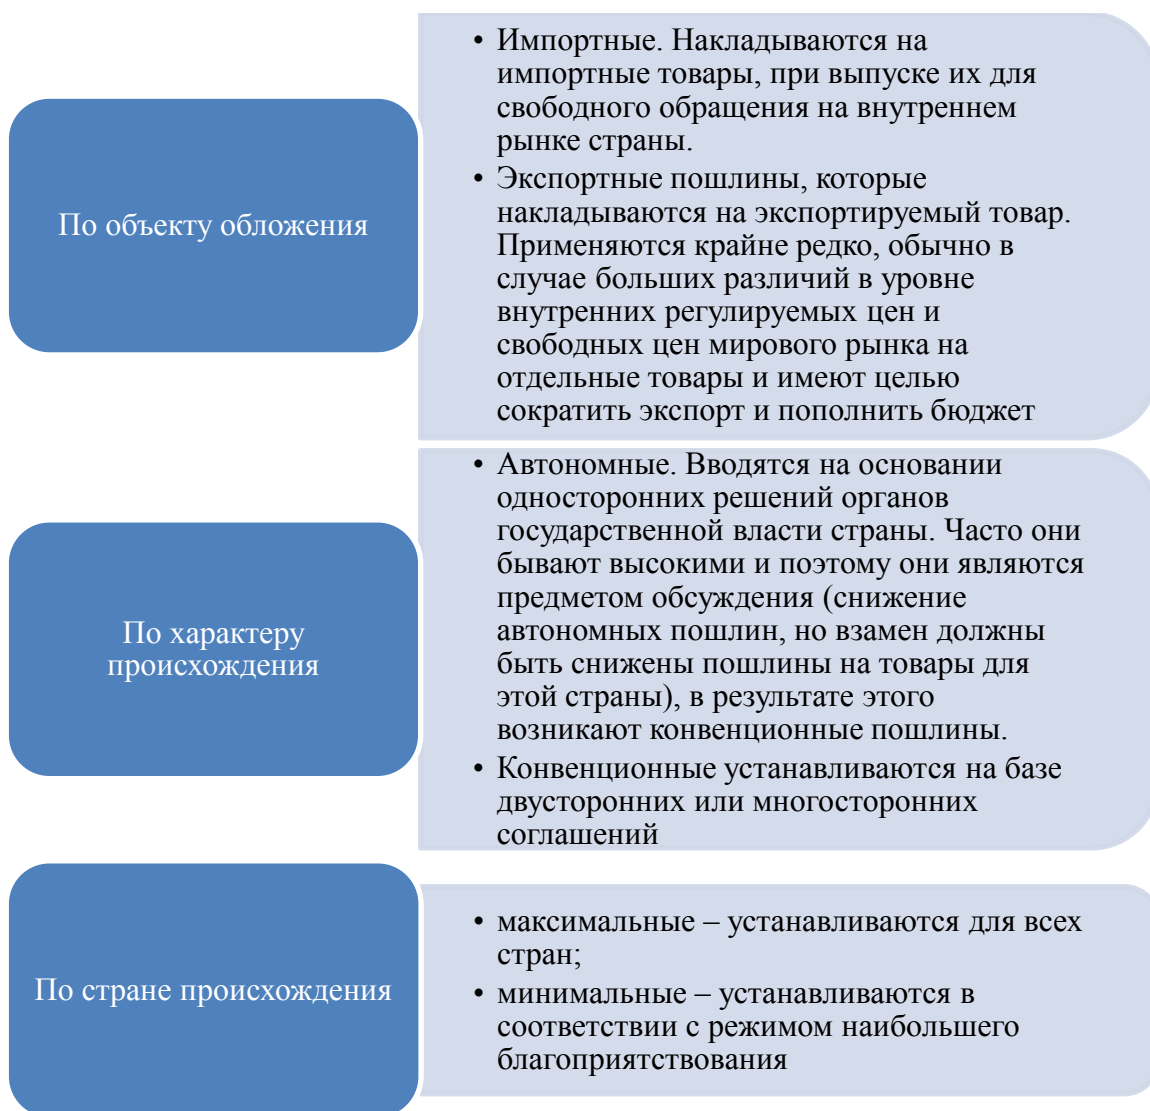 По объекту обложения
• Импортные. Накладываются на
импортные товары, при выпуске их для
свободного обращения на внутреннем
рынке страны.
• Экспортные пошлины, которые
накладываются на экспортируемый товар.
Применяются крайне редко, обычно в
случае больших различий в уровне
внутренних регулируемых цен и
свободных цен мирового рынка на
отдельные товары и имеют целью
сократить экспорт и пополнить бюджет
По характеру
происхождения
• Автономные. Вводятся на основании
односторонних решений органов
государственной власти страны. Часто они
бывают высокими и поэтому они являются
предметом обсуждения (снижение
автономных пошлин, но взамен должны
быть снижены пошлины на товары для
этой страны), в результате этого
возникают конвенционные пошлины.
• Конвенционные устанавливаются на базе
двусторонних или многосторонних
соглашений
По стране происхождения
• максимальные – устанавливаются для всех
стран;
• минимальные – устанавливаются в
соответствии с режимом наибольшего
благоприятствования